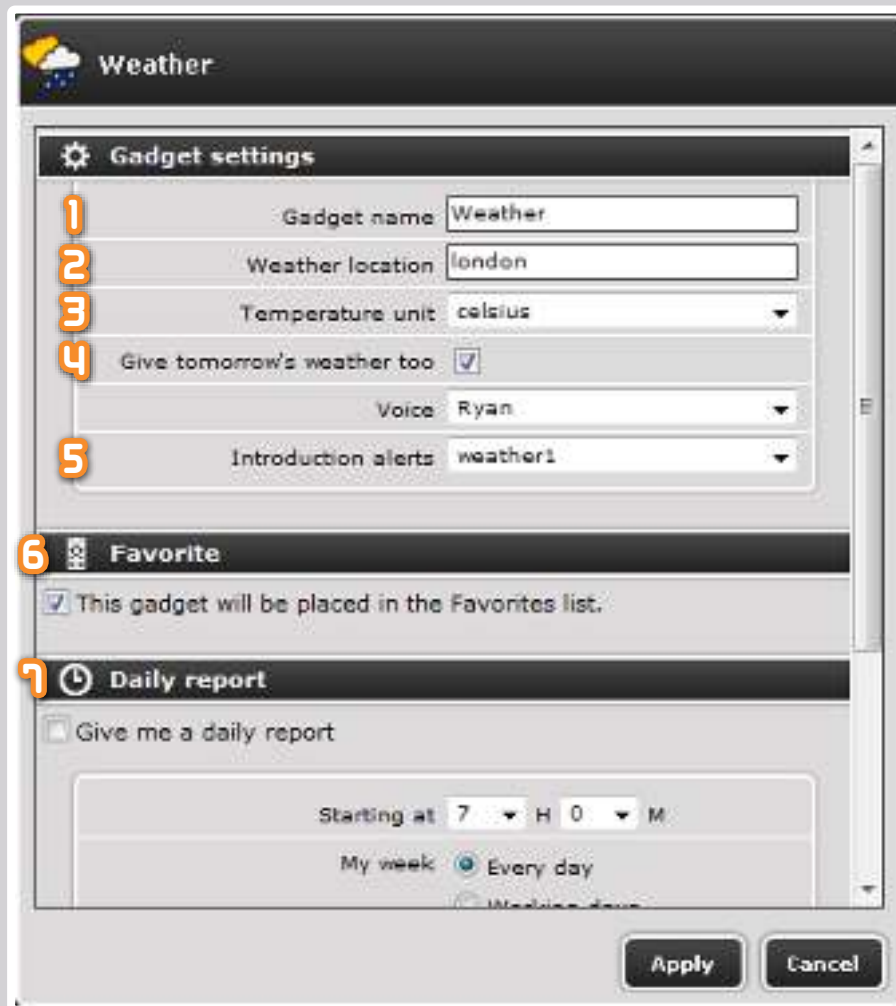 Weather
Gadget settings
1 Gadget name Weather
2 Weather location london
3 Temperature unit celsius
4 Give tomorrow's weather too
Voice Ryan
5 Introduction alerts weather1
6 Favorite
This gadget will be placed in the Favorites list.
7 Daily report
Give me a daily report
Starting at 7 H 0 M
My week Every day
Working days
Apply Cancel